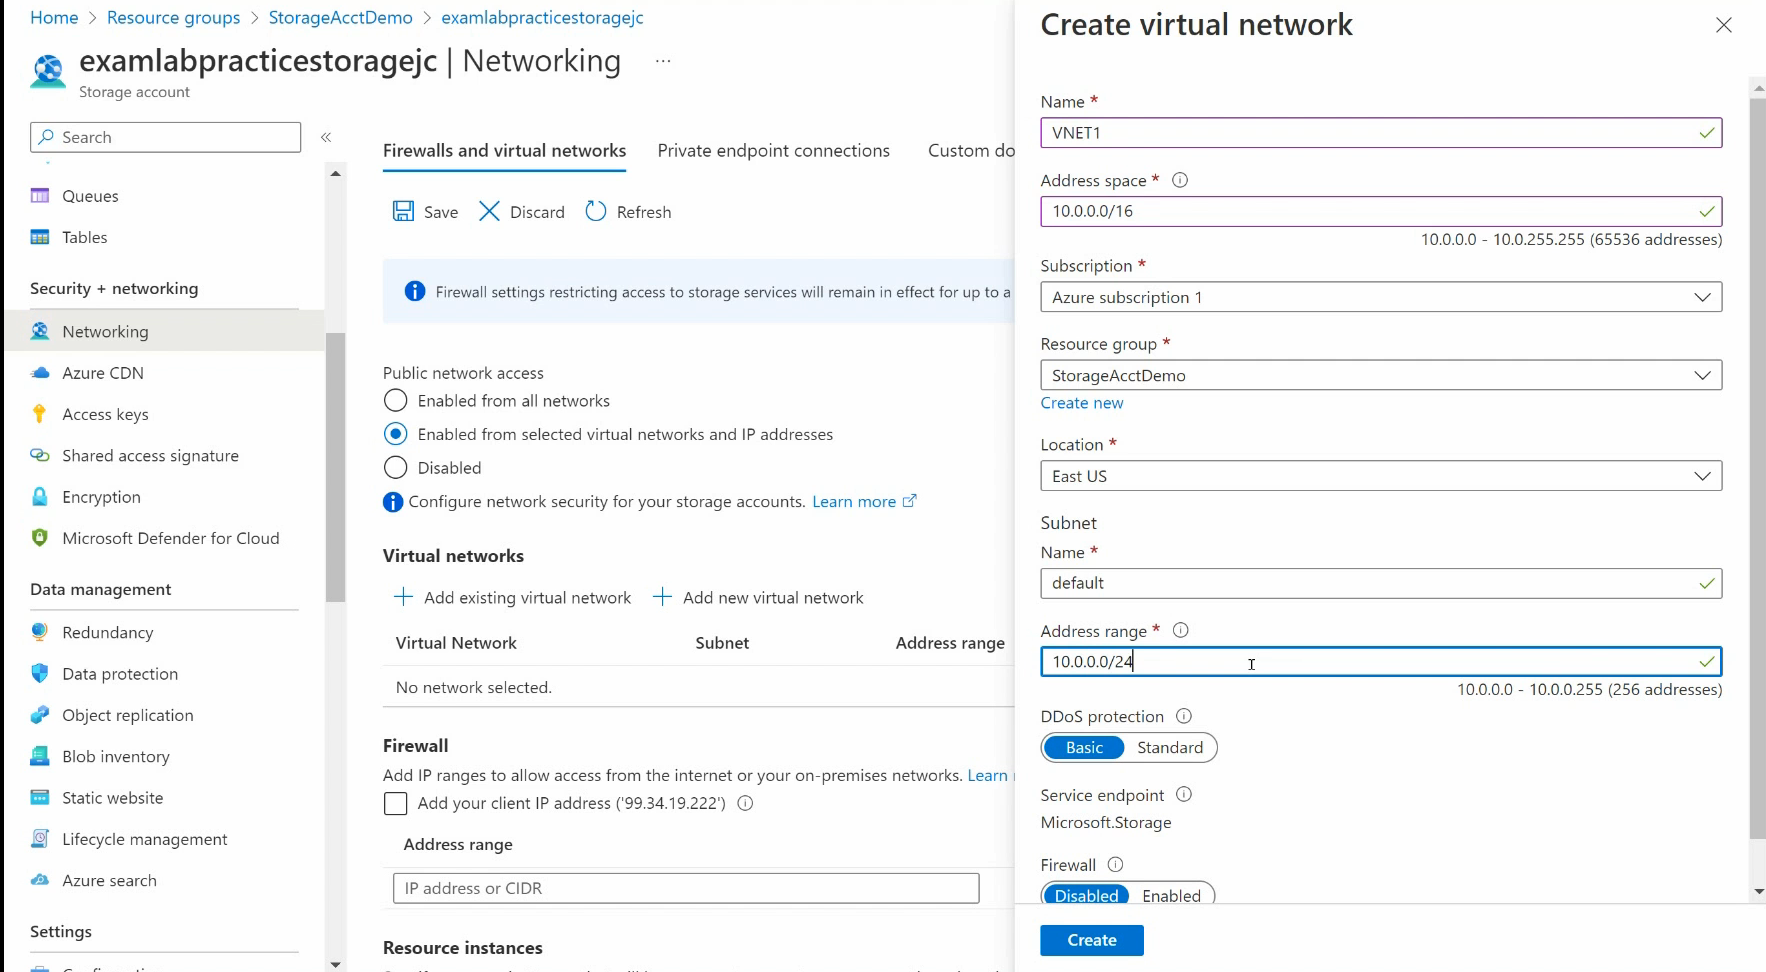 Home > Resource groups > StorageAcctDemo > examlabpracticestoragejc
examlabpracticestoragejc | Networking ...
Storage account
Search «
Queues
Tables
Security + networking
Networking
Azure CDN
Access keys
Shared access signature
Encryption
Microsoft Defender for Cloud
Data management
Redundancy
Data protection
Object replication
Blob inventory
Static website
Lifecycle management
Azure search
Settings
Firewalls and virtual networks Private endpoint connections Custom do
Save Discard Refresh
Firewall settings restricting access to storage services will remain in effect for up to a
Public network access
Enabled from all networks
Enabled from selected virtual networks and IP addresses
Disabled
Configure network security for your storage accounts. Learn more
Virtual networks
+ Add existing virtual network + Add new virtual network
Virtual Network Subnet Address range
No network selected.
Firewall
Add IP ranges to allow access from the internet or your on-premises networks. Learn
Add your client IP address ('99.34.19.222')
Address range
IP address or CIDR
Resource instances
Create virtual network
Name *
VNET1
Address space *
10.0.0.0/16
10.0.0.0 - 10.0.255.255 (65536 addresses)
Subscription *
Azure subscription 1
Resource group *
StorageAcctDemo
Create new
Location *
East US
Subnet
Name *
default
Address range *
10.0.0.0/24
10.0.0.0 - 10.0.0.255 (256 addresses)
DDoS protection
Basic Standard
Service endpoint
Microsoft.Storage
Firewall
Disabled Enabled
Create